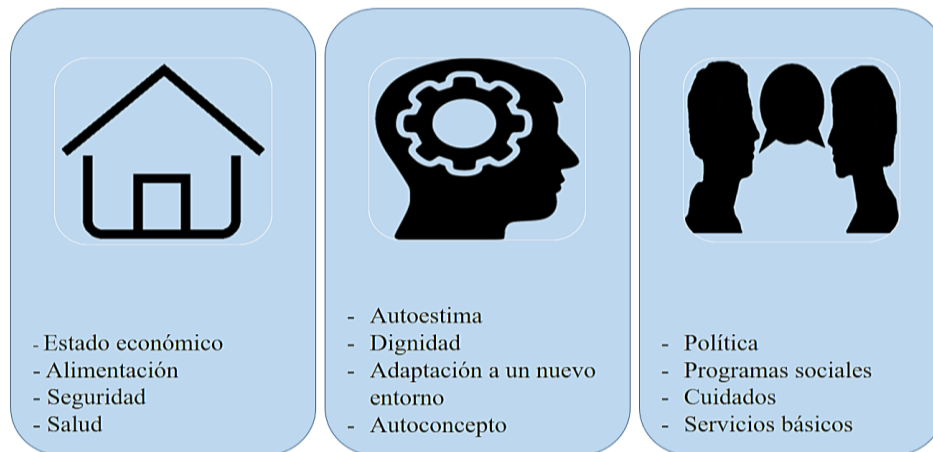 - Estado económico
- Alimentación
- Seguridad
- Salud
- Autoestima
- Dignidad
- Adaptación a un nuevo
entorno
- Autoconcepto
- Política
- Programas sociales
- Cuidados
- Servicios básicos